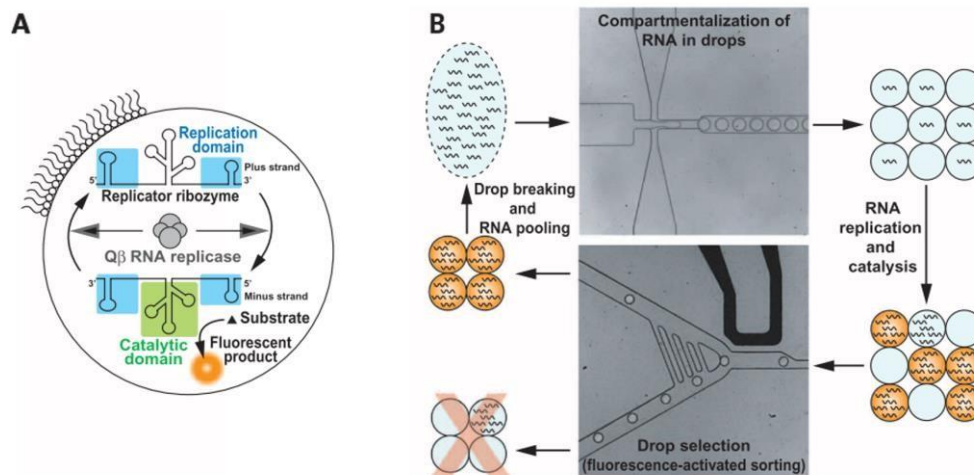 A
Replication
domain
Plus strand
5'
3'
Replicator ribozyme
Qβ RNA replicase
3'
5'
Minus strand
Substrate
Catalytic
domain
Fluorescent
product
B
Compartmentalization of
RNA in drops
Drop breaking
and
RNA pooling
RNA
replication
and
catalysis
Drop selection
(fluorescence-activated sorting)